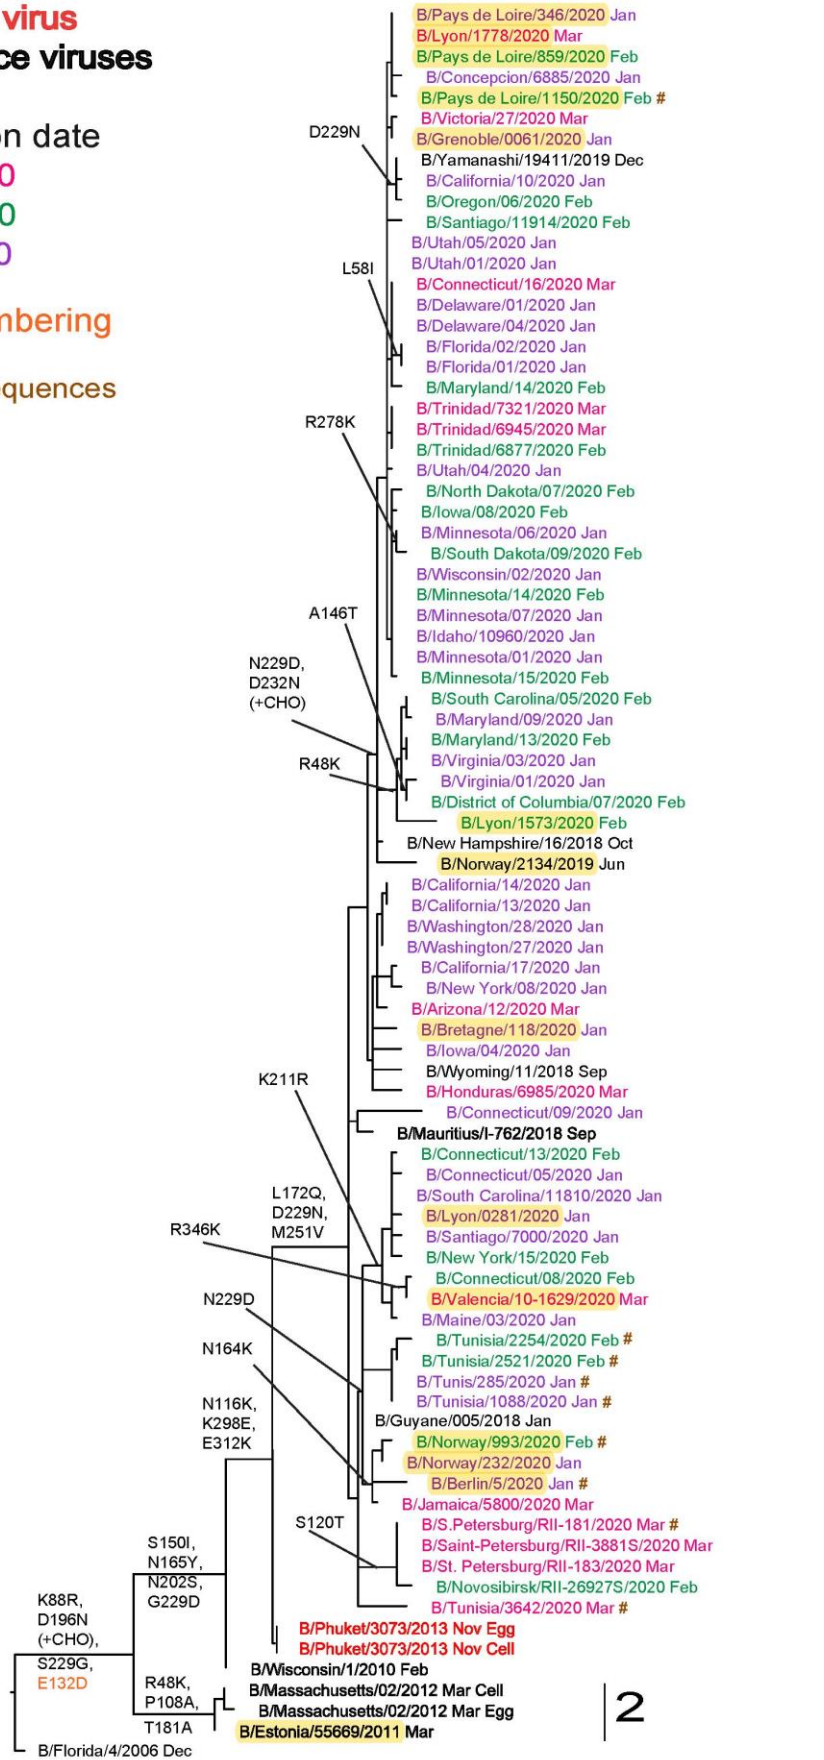 virus
ce viruses
on date
0
0
0
mbering
equences
B/Pays de Loire/346/2020 Jan
B/Lyon/1778/2020 Mar
B/Pays de Loire/859/2020 Feb
B/Concepcion/6885/2020 Jan
B/Pays de Loire/1150/2020 Feb #
B/Victoria/27/2020 Mar
D229N
B/Grenoble/0061/2020 Jan
B/Yamanashi/19411/2019 Dec
B/California/10/2020 Jan
B/Oregon/06/2020 Feb
B/Santiago/11914/2020 Feb
B/Utah/05/2020 Jan
L58I
B/Utah/01/2020 Jan
B/Connecticut/16/2020 Mar
B/Delaware/01/2020 Jan
B/Delaware/04/2020 Jan
B/Florida/02/2020 Jan
B/Florida/01/2020 Jan
B/Maryland/14/2020 Feb
B/Trinidad/7321/2020 Mar
R278K
B/Trinidad/6945/2020 Mar
B/Trinidad/6877/2020 Feb
B/Utah/04/2020 Jan
B/North Dakota/07/2020 Feb
B/Iowa/08/2020 Feb
B/Minnesota/06/2020 Jan
B/South Dakota/09/2020 Feb
B/Wisconsin/02/2020 Jan
B/Minnesota/14/2020 Feb
A146T
B/Minnesota/07/2020 Jan
B/Idaho/10960/2020 Jan
B/Minnesota/01/2020 Jan
N229D,
D232N
(+CHO)
B/Minnesota/15/2020 Feb
B/South Carolina/05/2020 Feb
B/Maryland/09/2020 Jan
B/Maryland/13/2020 Feb
R48K
B/Virginia/03/2020 Jan
B/Virginia/01/2020 Jan
B/District of Columbia/07/2020 Feb
B/Lyon/1573/2020 Feb
B/New Hampshire/16/2018 Oct
B/Norway/2134/2019 Jun
B/California/14/2020 Jan
B/California/13/2020 Jan
B/Washington/28/2020 Jan
B/Washington/27/2020 Jan
B/California/17/2020 Jan
B/New York/08/2020 Jan
B/Arizona/12/2020 Mar
B/Bretagne/118/2020 Jan
B/Iowa/04/2020 Jan
K211R
B/Wyoming/11/2018 Sep
B/Honduras/6985/2020 Mar
B/Connecticut/09/2020 Jan
B/Mauritius/I-762/2018 Sep
B/Connecticut/13/2020 Feb
B/Connecticut/05/2020 Jan
L172Q,
D229N,
M251V
B/South Carolina/11810/2020 Jan
B/Lyon/0281/2020 Jan
R346K
B/Santiago/7000/2020 Jan
B/New York/15/2020 Feb
B/Connecticut/08/2020 Feb
N229D
B/Valencia/10-1629/2020 Mar
B/Maine/03/2020 Jan
B/Tunisia/2254/2020 Feb #
N164K
B/Tunisia/2521/2020 Feb #
B/Tunis/285/2020 Jan #
B/Tunisia/1088/2020 Jan #
N116K,
K298E,
E312K
B/Guyane/005/2018 Jan
B/Norway/993/2020 Feb #
B/Norway/232/2020 Jan
B/Berlin/5/2020 Jan #
B/Jamaica/5800/2020 Mar
S120T
B/S.Petersburg/RII-181/2020 Mar #
B/Saint-Petersburg/RII-3881S/2020 Mar
B/St. Petersburg/RII-183/2020 Mar
B/Novosibirsk/RII-26927S/2020 Feb
B/Tunisia/3642/2020 Mar #
S150I,
N165Y,
N202S,
G229D
K88R,
D196N
(+CHO),
S229G,
E132D
B/Phuket/3073/2013 Nov Egg
B/Phuket/3073/2013 Nov Cell
B/Wisconsin/1/2010 Feb
R48K,
P108A,
T181A
B/Massachusetts/02/2012 Mar Cell
B/Massachusetts/02/2012 Mar Egg
B/Estonia/55669/2011 Mar
2
B/Florida/4/2006 Dec